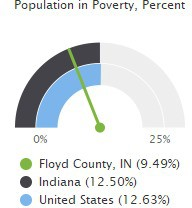 Population in Poverty, Percent
0%
25%
Floyd County, IN (9.49%)
Indiana (12.50%)
United States (12.63%)